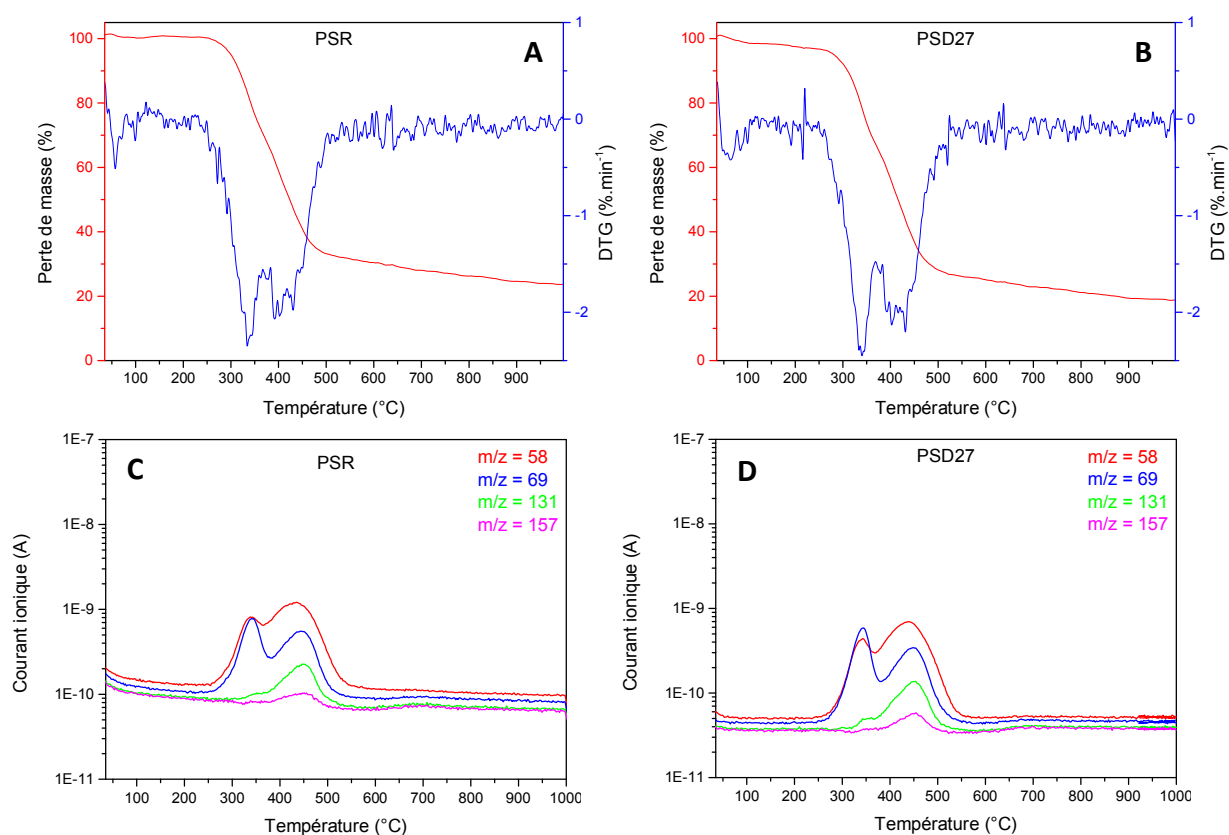 PSR
A
100
80
60
40
20
0
Perte de masse (%)
1
0
-1
-2
DTG (%.min⁻¹)
100 200 300 400 500 600 700 800 900
Température (°C)
PSD27
B
100
80
60
40
20
0
Perte de masse (%)
1
0
-1
-2
DTG (%.min⁻¹)
100 200 300 400 500 600 700 800 900
Température (°C)
C
PSR
m/z = 58
m/z = 69
m/z = 131
m/z = 157
1E-7
1E-8
1E-9
1E-10
1E-11
Courant ionique (A)
100 200 300 400 500 600 700 800 900 1000
Température (°C)
D
PSD27
m/z = 58
m/z = 69
m/z = 131
m/z = 157
1E-7
1E-8
1E-9
1E-10
1E-11
Courant ionique (A)
100 200 300 400 500 600 700 800 900 1000
Température (°C)